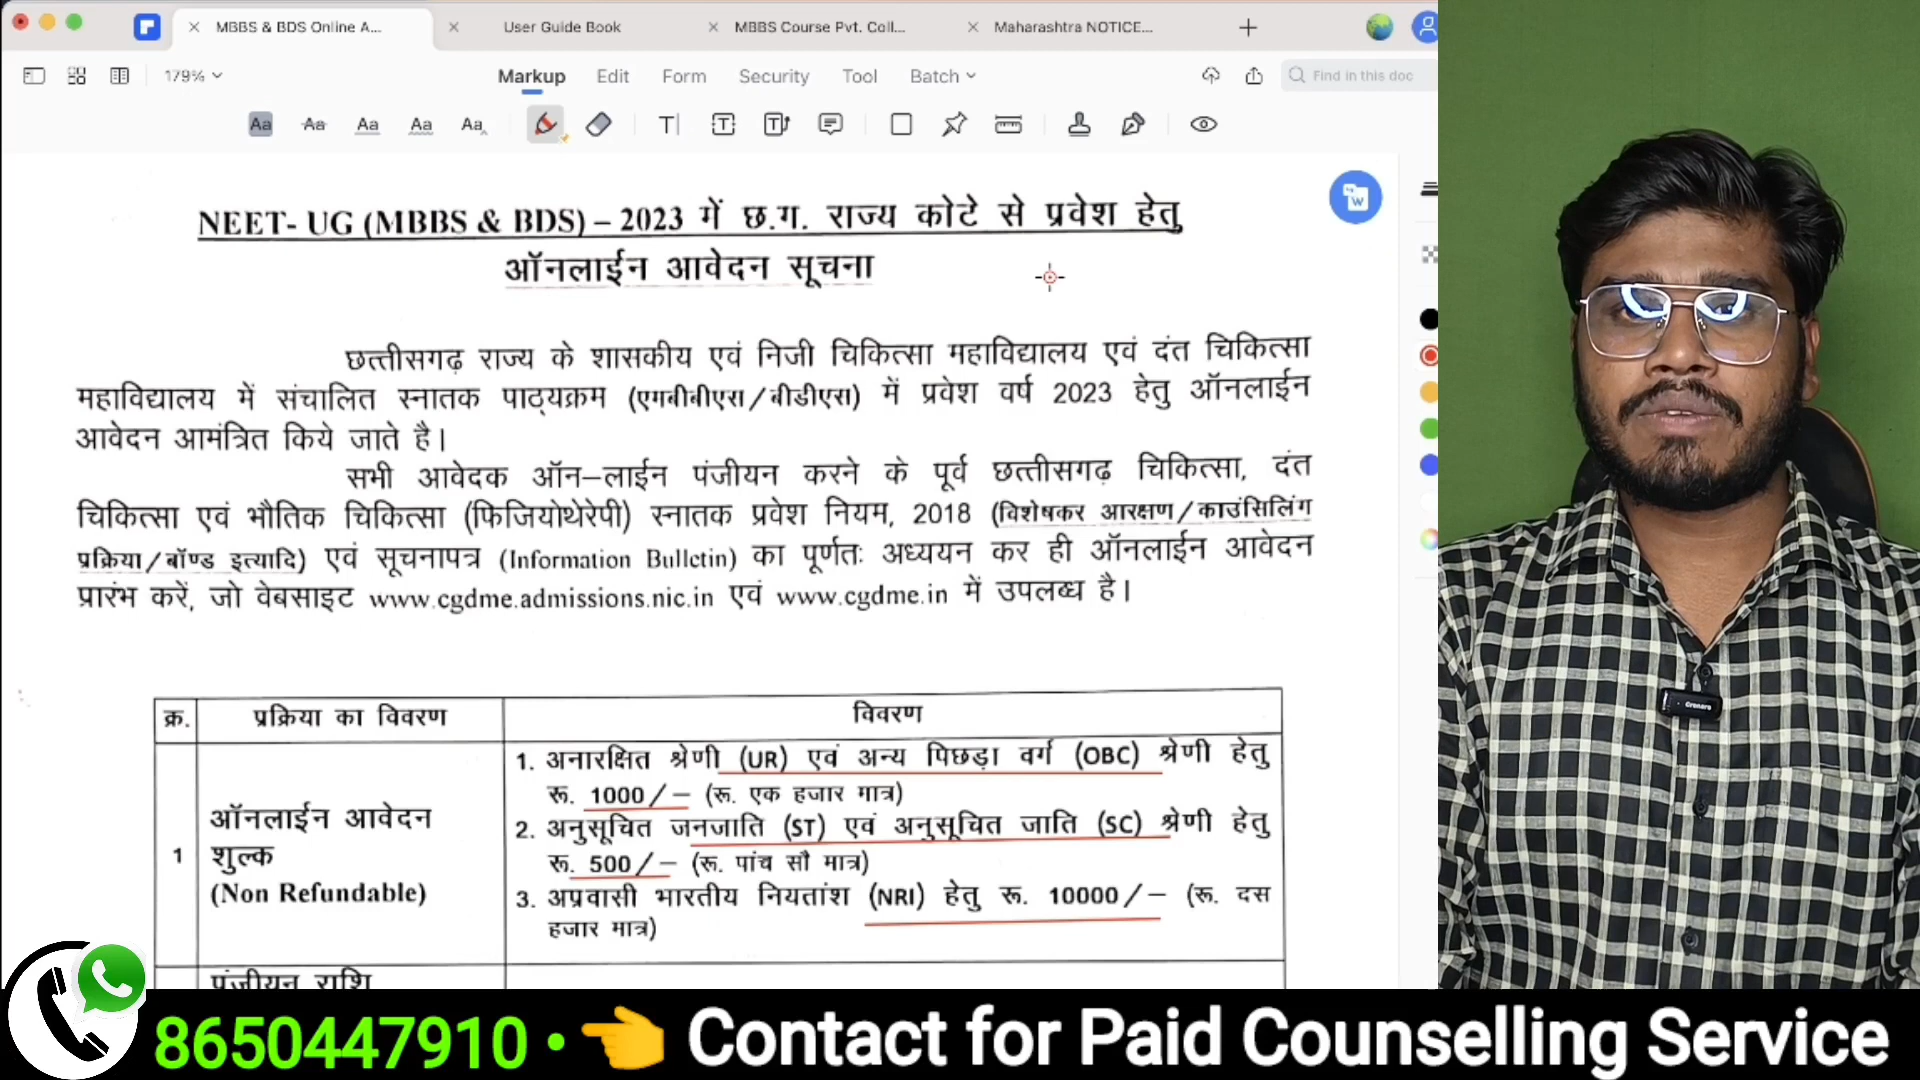 MBBS & BDS Online A...
User Guide Book
MBBS Course Pvt. Coll...
Maharashtra NOTICE...
179%
Markup
Edit
Form
Security
Tool
Batch
Find in this doc
Aa Aa Aa Aa Aa
NEET- UG (MBBS & BDS) – 2023 में छ.ग. राज्य कोटे से प्रवेश हेतु
ऑनलाईन आवेदन सूचना
छत्तीसगढ़ राज्य के शासकीय एवं निजी चिकित्सा महाविद्यालय एवं दंत चिकित्सा
महाविद्यालय में संचालित स्नातक पाठ्यक्रम (एमबीबीएस/बीडीएस) में प्रवेश वर्ष 2023 हेतु ऑनलाईन
आवेदन आमंत्रित किये जाते है।
सभी आवेदक ऑन–लाईन पंजीयन करने के पूर्व छत्तीसगढ़ चिकित्सा, दंत
चिकित्सा एवं भौतिक चिकित्सा (फिजियोथेरेपी) स्नातक प्रवेश नियम, 2018 (विशेषकर आरक्षण/काउंसिलिंग
प्रक्रिया/बॉण्ड इत्यादि) एवं सूचनापत्र (Information Bulletin) का पूर्णतः अध्ययन कर ही ऑनलाईन आवेदन
प्रारंभ करें, जो वेबसाइट www.cgdme.admissions.nic.in एवं www.cgdme.in में उपलब्ध है।
क्र.
प्रक्रिया का विवरण
विवरण
1
ऑनलाईन आवेदन
शुल्क
(Non Refundable)
1. अनारक्षित श्रेणी (UR) एवं अन्य पिछड़ा वर्ग (OBC) श्रेणी हेतु
रू. 1000/– (रू. एक हजार मात्र)
2. अनुसूचित जनजाति (ST) एवं अनुसूचित जाति (SC) श्रेणी हेतु
रू. 500/– (रू. पांच सौ मात्र)
3. अप्रवासी भारतीय नियतांश (NRI) हेतु रू. 10000/– (रू. दस
हजार मात्र)
पंजीयन राशि
8650447910 • Contact for Paid Counselling Service